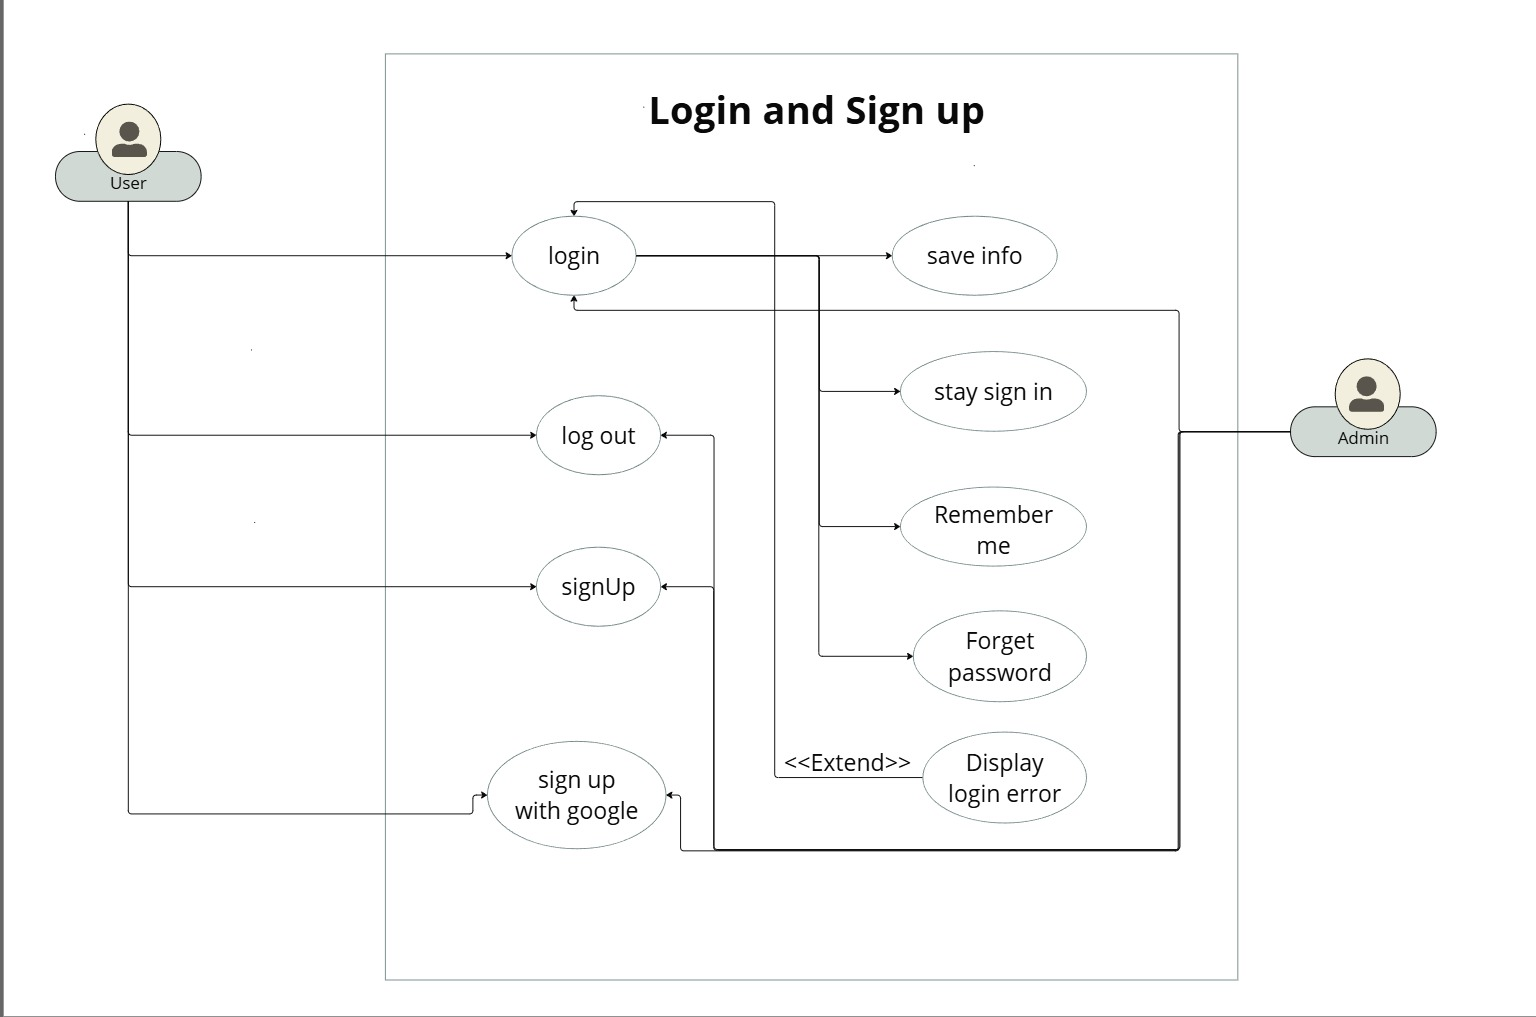 Login and Sign up
User
login
save info
stay sign in
Admin
log out
Remember
me
signUp
Forget
password
<<Extend>>
Display
login error
sign up
with google